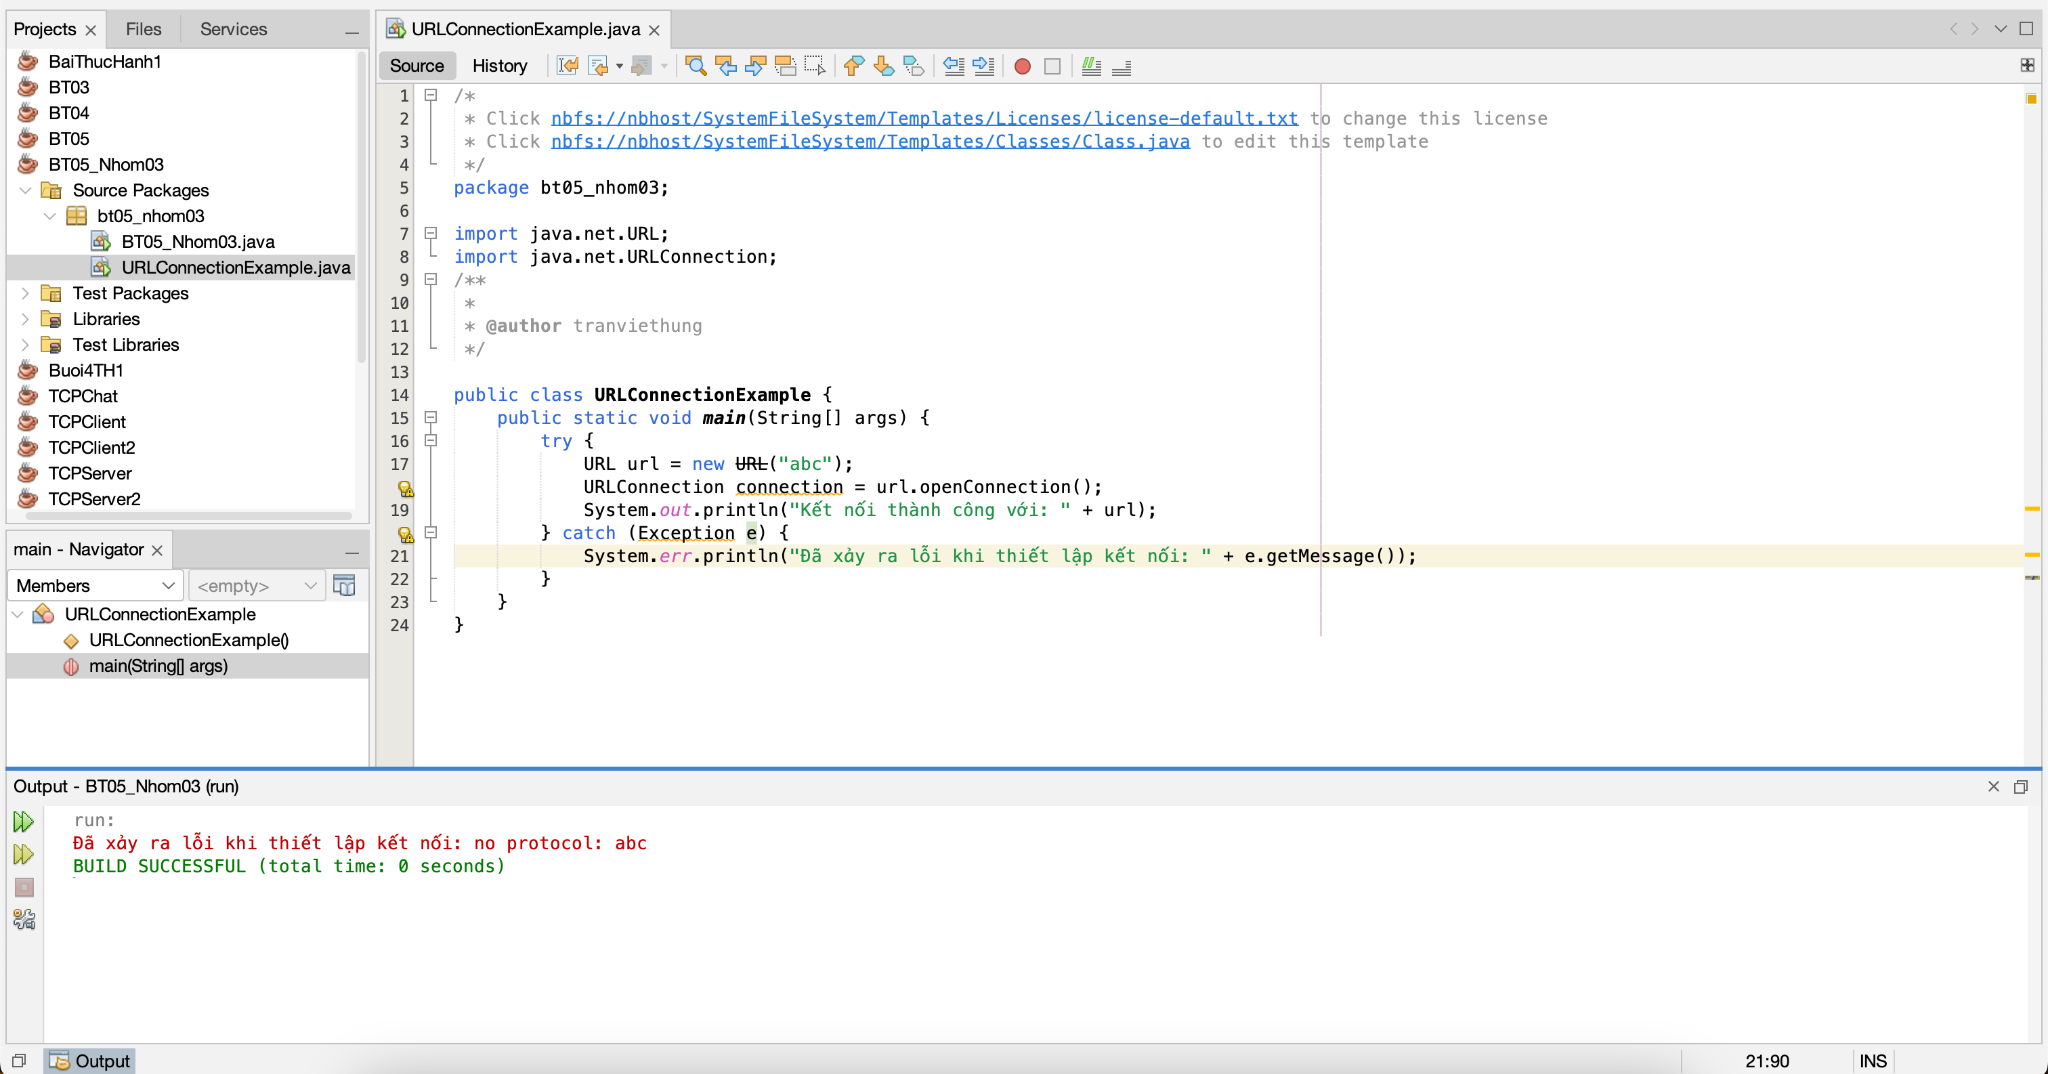 Projects
Files
Services
BaiThucHanh1
BT03
BT04
BT05
BT05_Nhom03
Source Packages
bt05_nhom03
BT05_Nhom03.java
URLConnectionExample.java
Test Packages
Libraries
Test Libraries
Buoi4TH1
TCPChat
TCPClient
TCPClient2
TCPServer
TCPServer2
main - Navigator
Members
<empty>
URLConnectionExample
URLConnectionExample()
main(String[] args)
URLConnectionExample.java
Source
History
1 /*
2 * Click nbfs://nbhost/SystemFileSystem/Templates/Licenses/license-default.txt to change this license
3 * Click nbfs://nbhost/SystemFileSystem/Templates/Classes/Class.java to edit this template
4 */
5 package bt05_nhom03;
6
7 import java.net.URL;
8 import java.net.URLConnection;
9 /**
10 *
11 * @author tranviethung
12 */
13
14 public class URLConnectionExample {
15 public static void main(String[] args) {
16 try {
17 URL url = new URL("abc");
URLConnection connection = url.openConnection();
19 System.out.println("Kết nối thành công với: " + url);
} catch (Exception e) {
21 System.err.println("Đã xảy ra lỗi khi thiết lập kết nối: " + e.getMessage());
22 }
23 }
24 }
Output - BT05_Nhom03 (run)
run:
Đã xảy ra lỗi khi thiết lập kết nối: no protocol: abc
BUILD SUCCESSFUL (total time: 0 seconds)
Output
21:90
INS